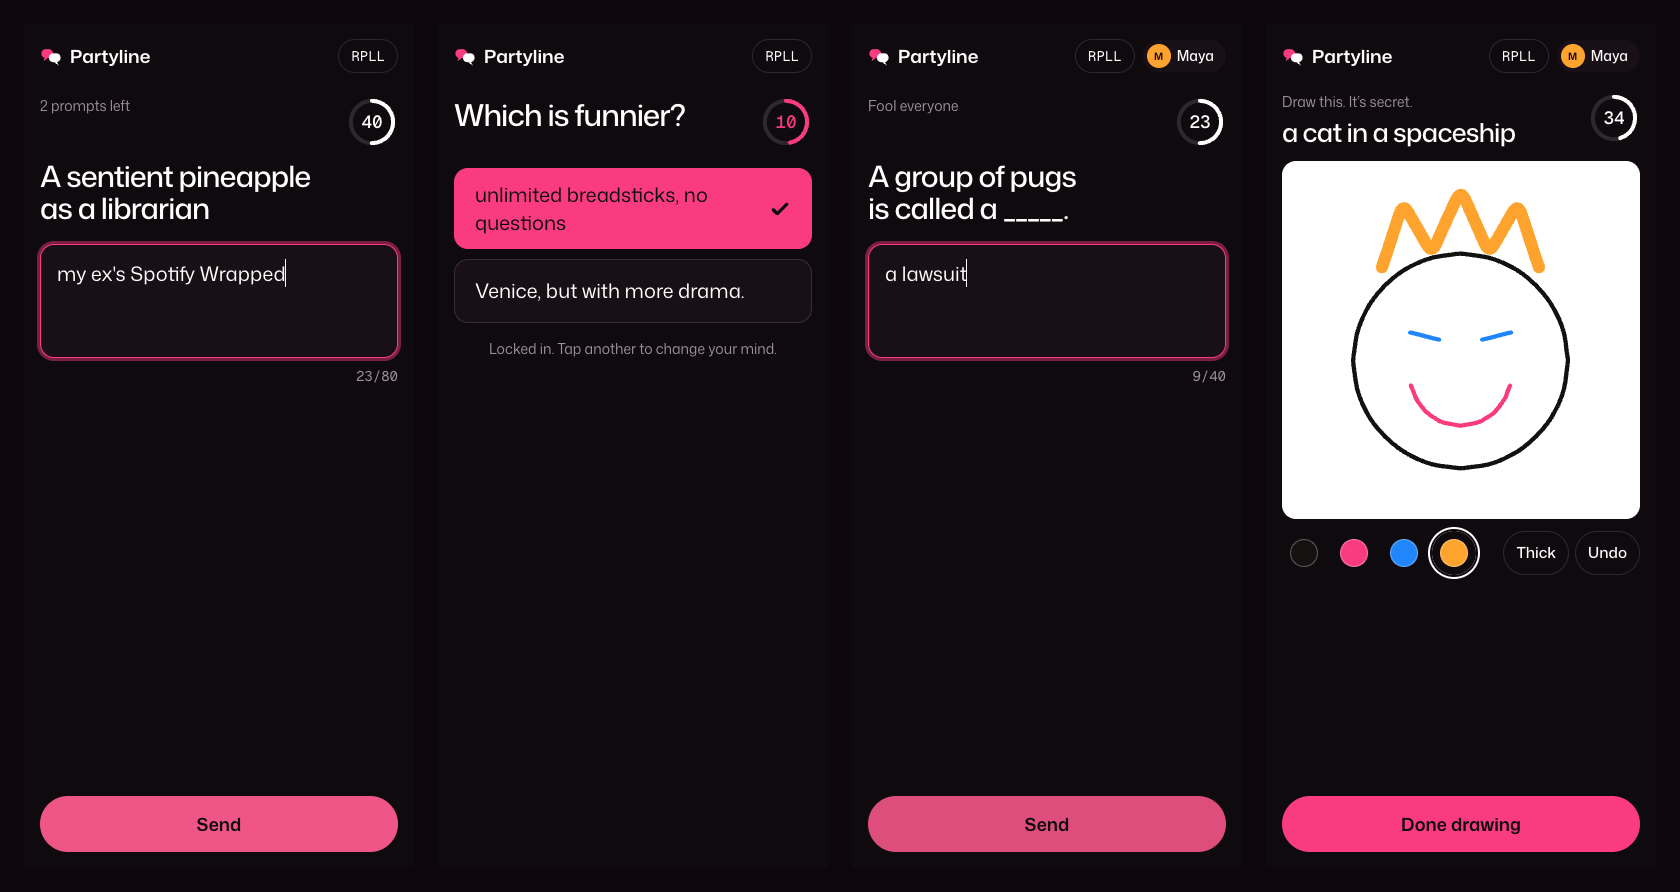 Partyline
RPLL
2 prompts left
40
A sentient pineapple
as a librarian
my ex's Spotify Wrapped
23/80
Send
Partyline
RPLL
Which is funnier?
10
unlimited breadsticks, no
questions
Venice, but with more drama.
Locked in. Tap another to change your mind.
Partyline
RPLL
M Maya
Fool everyone
23
A group of pugs
is called a _____.
a lawsuit
9/40
Send
Partyline
RPLL
M Maya
Draw this. It's secret.
34
a cat in a spaceship
Thick
Undo
Done drawing